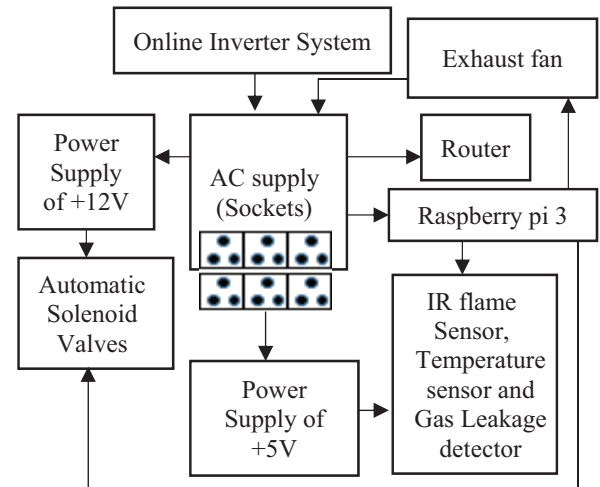 Online Inverter System
Exhaust fan
Power
Supply
of +12V
AC supply
(Sockets)
Router
Raspberry pi 3
Automatic
Solenoid
Valves
IR flame
Sensor,
Temperature
sensor and
Gas Leakage
detector
Power
Supply of
+5V